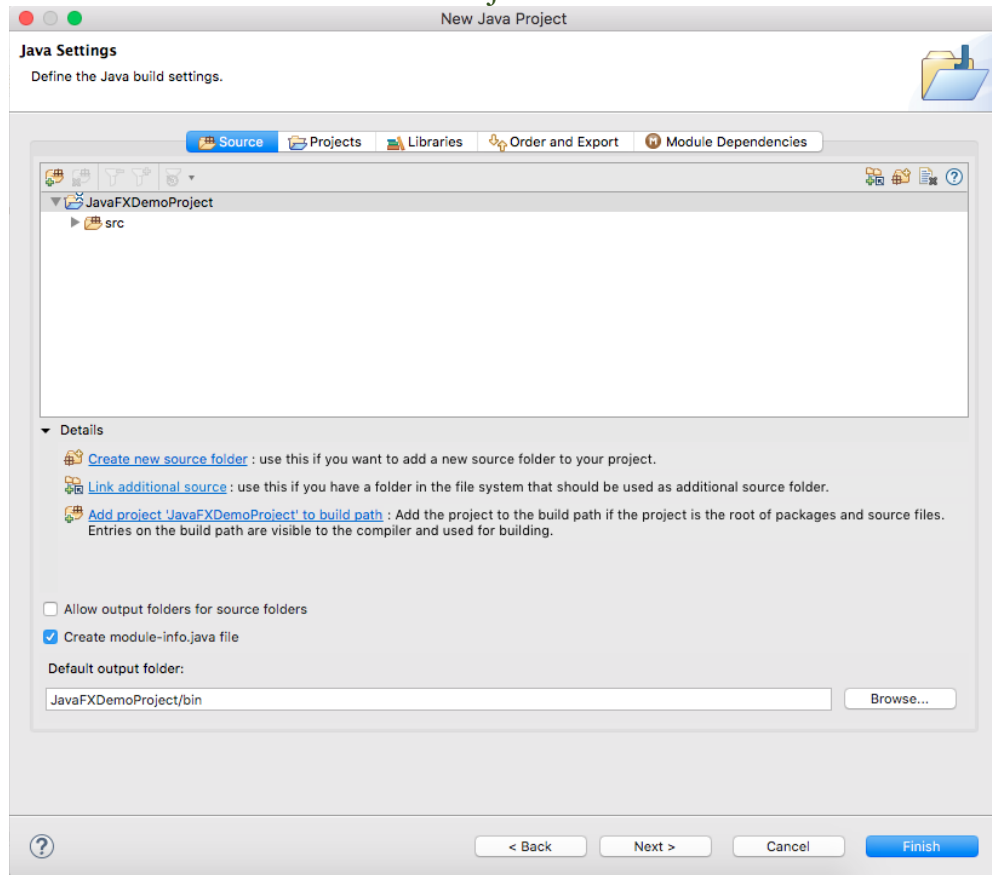 New Java Project
Java Settings
Define the Java build settings.
Source Projects Libraries Order and Export Module Dependencies
JavaFXDemoProject
src
Details
Create new source folder : use this if you want to add a new source folder to your project.
Link additional source : use this if you have a folder in the file system that should be used as additional source folder.
Add project 'JavaFXDemoProject' to build path : Add the project to the build path if the project is the root of packages and source files.
Entries on the build path are visible to the compiler and used for building.
Allow output folders for source folders
Create module-info.java file
Default output folder:
JavaFXDemoProject/bin Browse...
< Back Next > Cancel Finish